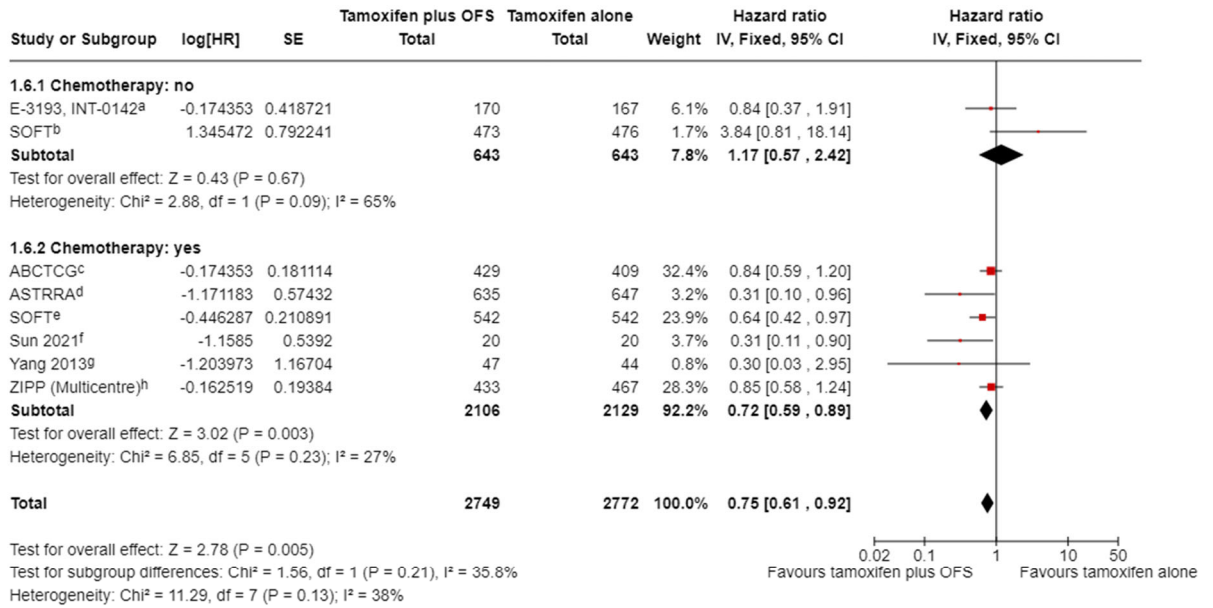 Tamoxifen plus OFS Tamoxifen alone Hazard ratio Hazard ratio
Study or Subgroup log[HR] SE Total Total Weight IV, Fixed, 95% CI IV, Fixed, 95% CI
1.6.1 Chemotherapy: no
E-3193, INT-0142a -0.174353 0.418721 170 167 6.1% 0.84 [0.37 , 1.91]
SOFTb 1.345472 0.792241 473 476 1.7% 3.84 [0.81 , 18.14]
Subtotal 643 643 7.8% 1.17 [0.57 , 2.42]
Test for overall effect: Z = 0.43 (P = 0.67)
Heterogeneity: Chi² = 2.88, df = 1 (P = 0.09); I² = 65%
1.6.2 Chemotherapy: yes
ABCTCGc -0.174353 0.181114 429 409 32.4% 0.84 [0.59 , 1.20]
ASTRRAd -1.171183 0.57432 635 647 3.2% 0.31 [0.10 , 0.96]
SOFTe -0.446287 0.210891 542 542 23.9% 0.64 [0.42 , 0.97]
Sun 2021f -1.1585 0.5392 20 20 3.7% 0.31 [0.11 , 0.90]
Yang 2013g -1.203973 1.16704 47 44 0.8% 0.30 [0.03 , 2.95]
ZIPP (Multicentre)h -0.162519 0.19384 433 467 28.3% 0.85 [0.58 , 1.24]
Subtotal 2106 2129 92.2% 0.72 [0.59 , 0.89]
Test for overall effect: Z = 3.02 (P = 0.003)
Heterogeneity: Chi² = 6.85, df = 5 (P = 0.23); I² = 27%
Total 2749 2772 100.0% 0.75 [0.61 , 0.92]
Test for overall effect: Z = 2.78 (P = 0.005)
Test for subgroup differences: Chi² = 1.56, df = 1 (P = 0.21), I² = 35.8%
Heterogeneity: Chi² = 11.29, df = 7 (P = 0.13); I² = 38%
0.02 0.1 1 10 50
Favours tamoxifen plus OFS Favours tamoxifen alone